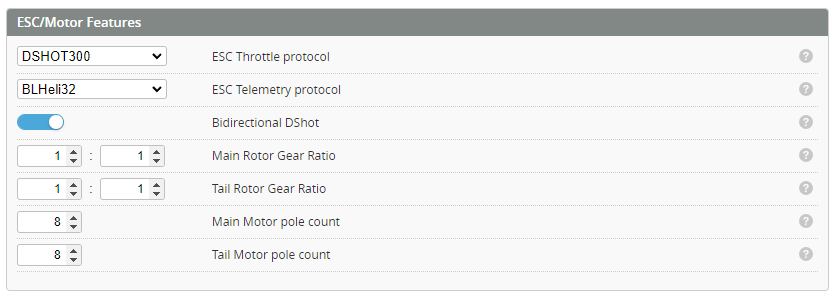 ESC/Motor Features
DSHOT300 ESC Throttle protocol ?
BLHeli32 ESC Telemetry protocol ?
Bidirectional DShot ?
1 : 1 Main Rotor Gear Ratio ?
1 : 1 Tail Rotor Gear Ratio ?
8 Main Motor pole count ?
8 Tail Motor pole count ?